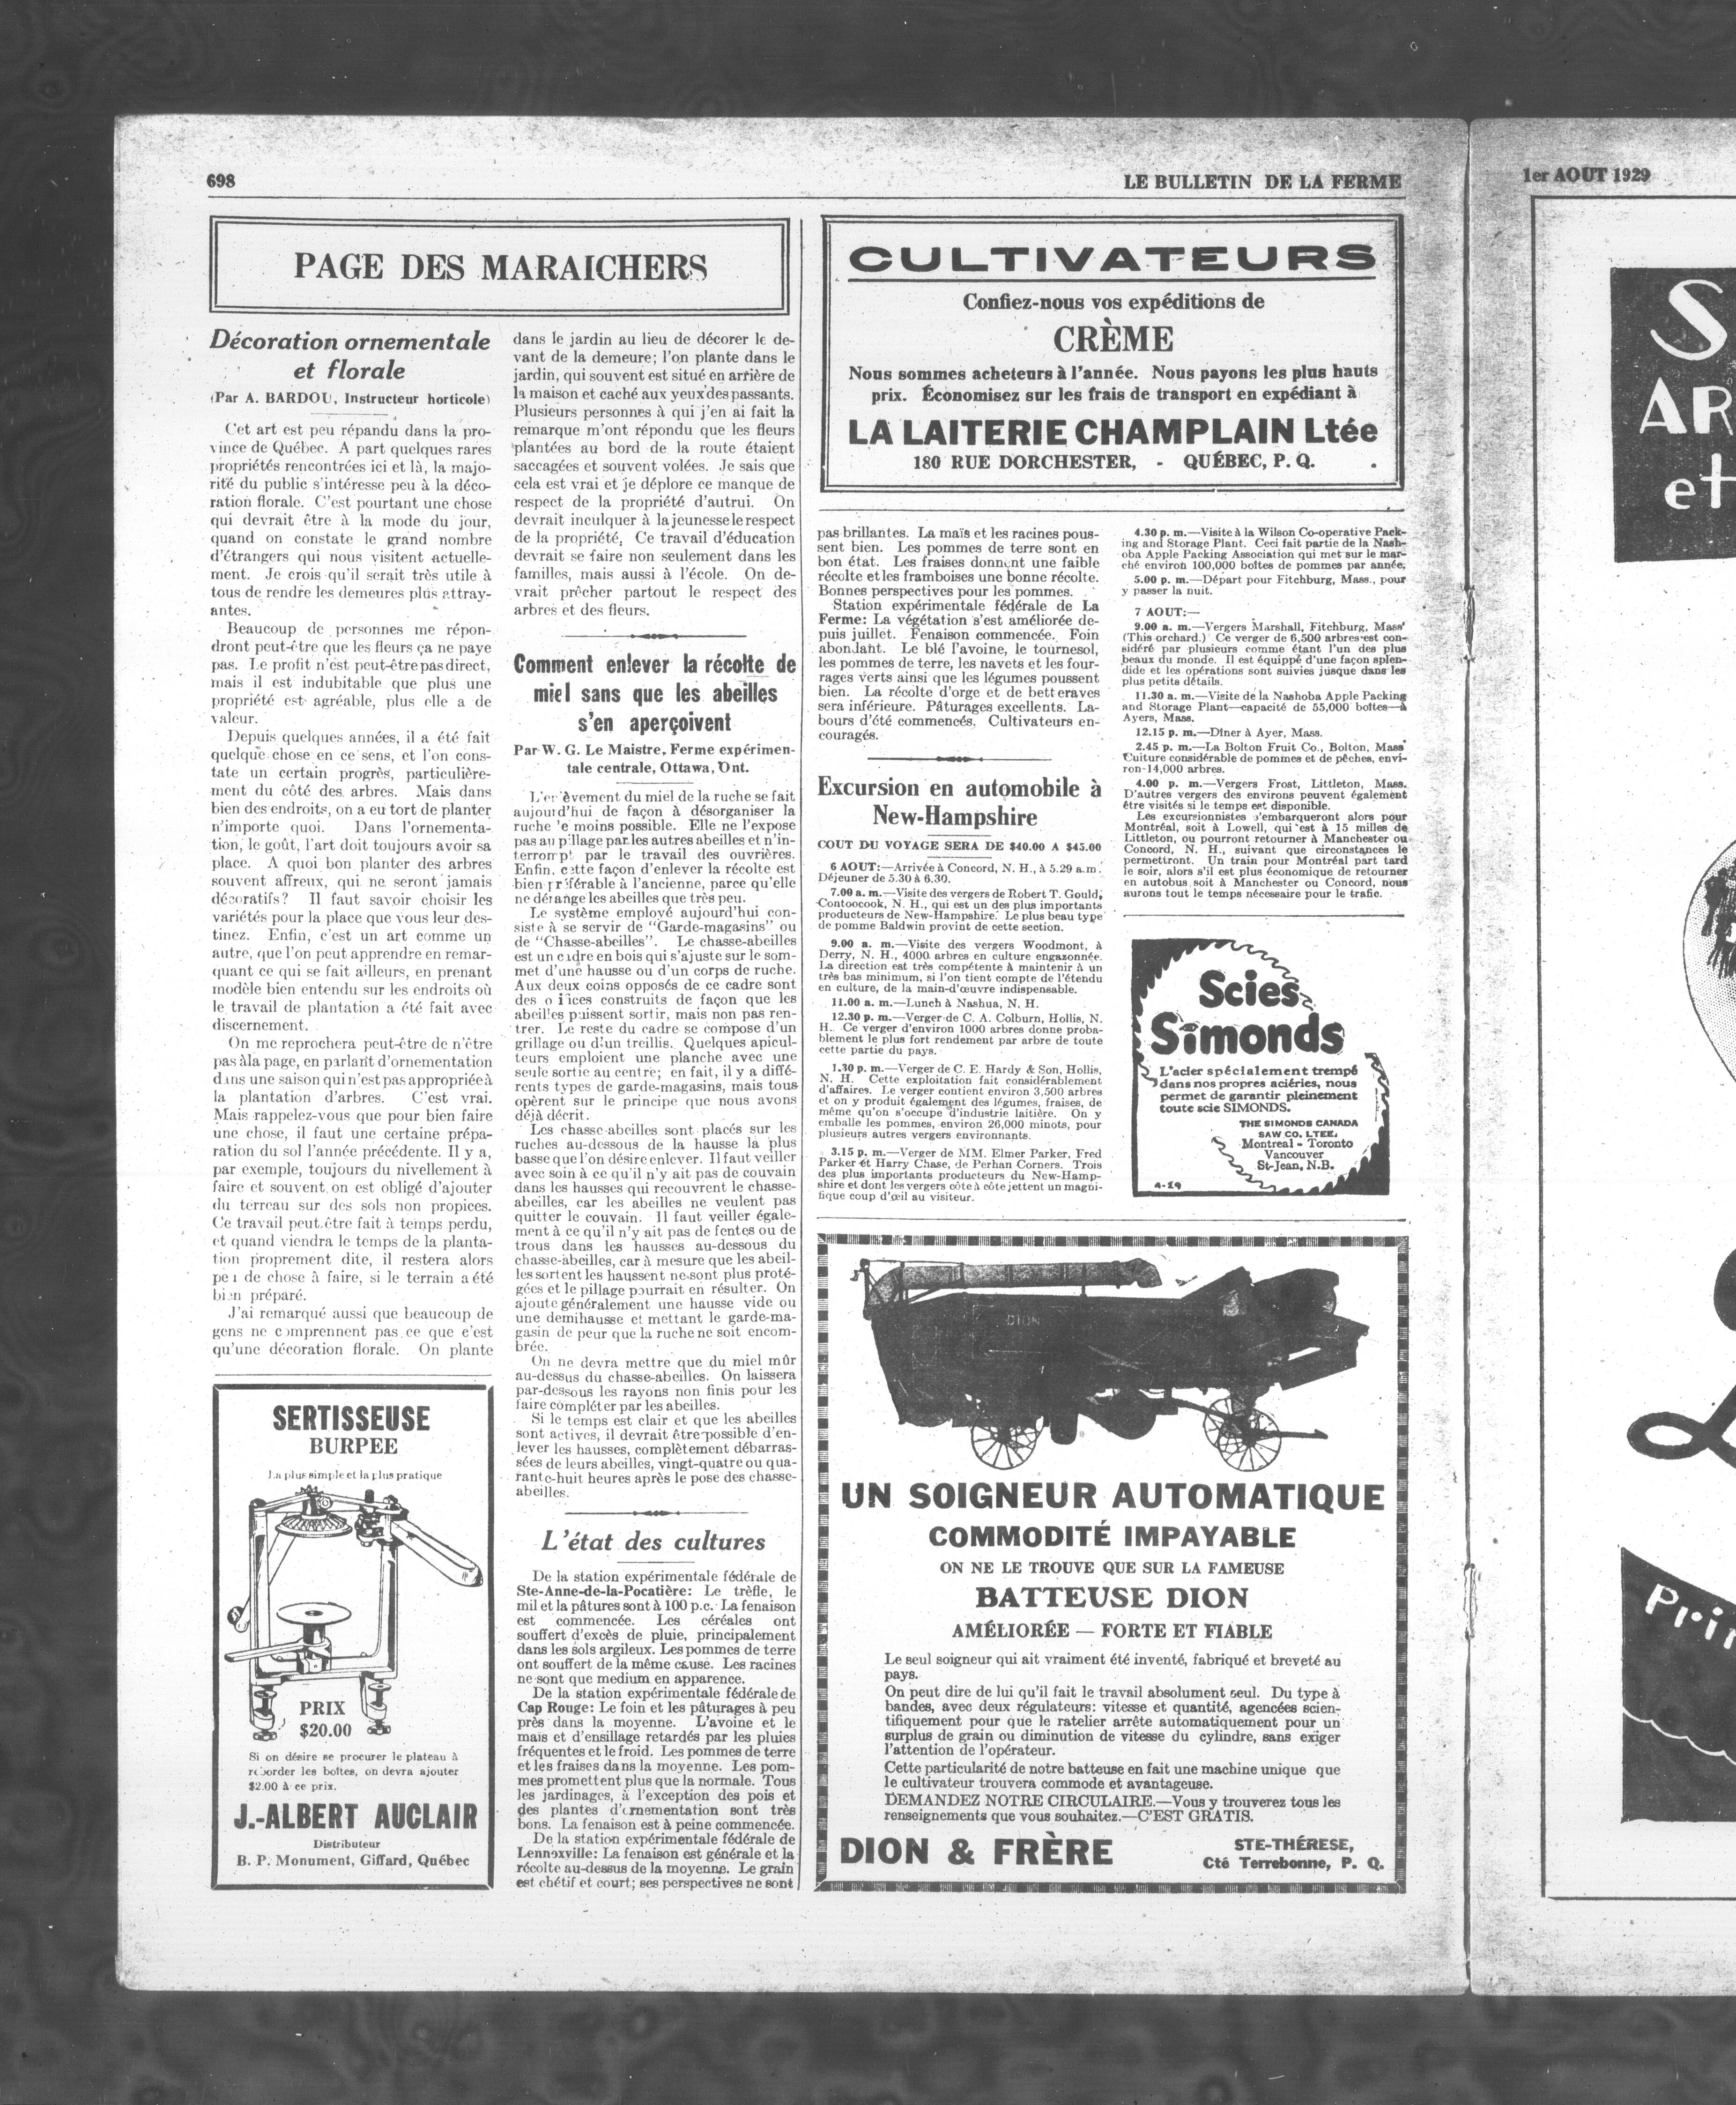 698
LE BULLETIN DE LA FERME
PAGE DES MARAICHERS
Décoration ornementale
et florale
(Par A. BARDOU, Instructeur horticole)
Cet art est peu répandu dans la pro-
vince de Québec. A part quelques rares
propriétés rencontrées ici et là, la majo-
rité du public s'intéresse peu à la déco-
ration florale. C'est pourtant une chose
qui devrait être à la mode du jour,
quand on constate le grand nombre
d'étrangers qui nous visitent actuelle-
ment. Je crois qu'il serait très utile à
tous de rendre les demeures plus attray-
antes.
Beaucoup de personnes me répon-
dront peut-être que les fleurs ça ne paye
pas. Le profit n'est peut-être pas direct,
mais il est indubitable que plus une
propriété est agréable, plus elle a de
valeur.
Depuis quelques années, il a été fait
quelque chose en ce sens, et l'on cons-
tate un certain progrès, particulière-
ment du côté des arbres. Mais dans
bien des endroits, on a eu tort de planter
n'importe quoi. Dans l'ornementa-
tion, le goût, l'art doit toujours avoir sa
place. A quoi bon planter des arbres
souvent affreux, qui ne seront jamais
décoratifs? Il faut savoir choisir les
variétés pour la place que vous leur des-
tinez. Enfin, c'est un art comme un
autre, que l'on peut apprendre en remar-
quant ce qui se fait ailleurs, en prenant
modèle bien entendu sur les endroits où
le travail de plantation a été fait avec
discernement.
On me reprochera peut-être de n'être
pas à la page, en parlant d'ornementation
dans une saison qui n'est pas appropriée à
la plantation d'arbres. C'est vrai.
Mais rappelez-vous que pour bien faire
une chose, il faut une certaine prépa-
ration du sol l'année précédente. Il y a,
par exemple, toujours du nivellement à
faire et souvent on est obligé d'ajouter
du terreau sur des sols non propices.
Ce travail peut être fait à temps perdu,
et quand viendra le temps de la planta-
tion proprement dite, il restera alors
peu de chose à faire, si le terrain a été
bien préparé.
J'ai remarqué aussi que beaucoup de
gens ne comprennent pas ce que c'est
qu'une décoration florale. On plante
SERTISSEUSE
BURPEE
La plus simple et la plus pratique
PRIX
$20.00
Si on désire se procurer le plateau à
reborder les boîtes, on devra ajouter
$2.00 à ce prix.
J.-ALBERT AUCLAIR
Distributeur
B. P. Monument, Giffard, Québec
dans le jardin au lieu de décorer le de-
vant de la demeure; l'on plante dans le
jardin, qui souvent est situé en arrière de
la maison et caché aux yeux des passants.
Plusieurs personnes à qui j'en ai fait la
remarque m'ont répondu que les fleurs
plantées au bord de la route étaient
saccagées et souvent volées. Je sais que
cela est vrai et je déplore ce manque de
respect de la propriété d'autrui. On
devrait inculquer à la jeunesse le respect
de la propriété. Ce travail d'éducation
devrait se faire non seulement dans les
familles, mais aussi à l'école. On de-
vrait prêcher partout le respect des
arbres et des fleurs.
Comment enlever la récolte de
miel sans que les abeilles
s'en aperçoivent
Par W. G. Le Maistre, Ferme expérimen-
tale centrale, Ottawa, Ont.
L'enlèvement du miel de la ruche se fait
aujourd'hui de façon à désorganiser la
ruche le moins possible. Elle ne l'expose
pas au pillage par les autres abeilles et n'in-
terrompt par le travail des ouvrières.
Enfin, cette façon d'enlever la récolte est
bien préférable à l'ancienne, parce qu'elle
ne dérange les abeilles que très peu.
Le système employé aujourd'hui con-
siste à se servir de "Garde-magasins" ou
de "Chasse-abeilles". Le chasse-abeilles
est un cadre en bois qui s'ajuste sur le som-
met d'une hausse ou d'un corps de ruche.
Aux deux coins opposés de ce cadre sont
des orifices construits de façon que les
abeilles puissent sortir, mais non pas ren-
trer. Le reste du cadre se compose d'un
grillage ou d'un treillis. Quelques apicul-
teurs emploient une planche avec une
seule sortie au centre; en fait, il y a diffé-
rents types de garde-magasins, mais tous
opèrent sur le principe que nous avons
déjà décrit.
Les chasse-abeilles sont placés sur les
ruches au-dessous de la hausse la plus
basse que l'on désire enlever. Il faut veiller
avec soin à ce qu'il n'y ait pas de couvain
dans les hausses qui recouvrent le chasse-
abeilles, car les abeilles ne veulent pas
quitter le couvain. Il faut veiller égale-
ment à ce qu'il n'y ait pas de fentes ou de
trous dans les hausses au-dessous du
chasse-abeilles, car à mesure que les abeil-
les sortent les haussent ne sont plus proté-
gées et le pillage pourrait en résulter. On
ajoute généralement une hausse vide ou
une demihausse et mettant le garde-ma-
gasin de peur que la ruche ne soit encom-
brée.
On ne devra mettre que du miel mûr
au-dessus du chasse-abeilles. On laissera
par-dessous les rayons non finis pour les
faire compléter par les abeilles.
Si le temps est clair et que les abeilles
sont actives, il devrait être possible d'en-
lever les hausses, complètement débarras-
sées de leurs abeilles, vingt-quatre ou qua-
rante-huit heures après le pose des chasse-
abeilles.
L'état des cultures
De la station expérimentale fédérale de
Ste-Anne-de-la-Pocatière: Le trèfle, le
mil et la pâtures sont à 100 p.c. La fenaison
est commencée. Les céréales ont
souffert d'excès de pluie, principalement
dans les sols argileux. Les pommes de terre
ont souffert de la même cause. Les racines
ne sont que medium en apparence.
De la station expérimentale fédérale de
Cap Rouge: Le foin et les pâturages à peu
près dans la moyenne. L'avoine et le
mais et d'ensillage retardés par les pluies
fréquentes et le froid. Les pommes de terre
et les fraises dans la moyenne. Les pom-
mes promettent plus que la normale. Tous
les jardinages, à l'exception des pois et
des plantes d'ornementation sont très
bons. La fenaison est à peine commencée.
De la station expérimentale fédérale de
Lennoxville: La fenaison est générale et la
récolte au-dessus de la moyenne. Le grain
est chétif et court; ses perspectives ne sont
CULTIVATEURS
Confiez-nous vos expéditions de
CRÈME
Nous sommes acheteurs à l'année. Nous payons les plus hauts
prix. Économisez sur les frais de transport en expédiant à
LA LAITERIE CHAMPLAIN Ltée
180 RUE DORCHESTER, - QUÉBEC, P. Q.
pas brillantes. La maïs et les racines pous-
sent bien. Les pommes de terre sont en
bon état. Les fraises donnent une faible
récolte et les framboises une bonne récolte.
Bonnes perspectives pour les pommes.
Station expérimentale fédérale de La
Ferme: La végétation s'est améliorée de-
puis juillet. Fenaison commencée. Foin
abondant. Le blé l'avoine, le tournesol,
les pommes de terre, les navets et les four-
rages verts ainsi que les légumes poussent
bien. La récolte d'orge et de betteraves
sera inférieure. Pâturages excellents. La-
bours d'été commencés. Cultivateurs en-
couragés.
Excursion en automobile à
New-Hampshire
COUT DU VOYAGE SERA DE $40.00 A $45.00
6 AOUT:—Arrivée à Concord, N. H., à 5.29 a.m.
Déjeuner de 5.30 à 6.30.
7.00 a. m.—Visite des vergers de Robert T. Gould,
Contoocook, N. H., qui est un des plus importants
producteurs de New-Hampshire. Le plus beau type
de pomme Baldwin provint de cette section.
9.00 a. m.—Visite des vergers Woodmont, à
Derry, N. H., 4000 arbres en culture engazonnée.
La direction est très compétente à maintenir à un
très bas minimum, si l'on tient compte de l'étendu
en culture, de la main-d'œuvre indispensable.
11.00 a. m.—Lunch à Nashua, N. H.
12.30 p. m.—Verger de C. A. Colburn, Hollis, N.
H. Ce verger d'environ 1000 arbres donne proba-
blement le plus fort rendement par arbre de toute
cette partie du pays.
1.30 p. m.—Verger de C. E. Hardy & Son, Hollis,
N. H. Cette exploitation fait considérablement
d'affaires. Le verger contient environ 3,500 arbres
et on y produit également des légumes, fraises, de
même qu'on s'occupe d'industrie laitière. On y
emballe les pommes, environ 26,000 minots, pour
plusieurs autres vergers environnants.
3.15 p. m.—Verger de MM. Elmer Parker, Fred
Parker et Harry Chase, de Perhan Corners. Trois
des plus importants producteurs du New-Hamp-
shire et dont les vergers côte à côte jettent un magni-
fique coup d'œil au visiteur.
4.30 p. m.—Visite à la Wilson Co-operative Pack-
ing and Storage Plant. Ceci fait partie de la Nash-
oba Apple Packing Association qui met sur le mar-
ché environ 100,000 boîtes de pommes par année.
5.00 p. m.—Départ pour Fitchburg, Mass., pour
y passer la nuit.
7 AOUT:—
9.00 a. m.—Vergers Marshall, Fitchburg, Mass
(This orchard.) Ce verger de 6,500 arbres est con-
sidéré par plusieurs comme étant l'un des plus
beaux du monde. Il est équippé d'une façon splen-
dide et les opérations sont suivies jusque dans les
plus petits détails.
11.30 a. m.—Visite de la Nashoba Apple Packing
and Storage Plant—capacité de 55,000 boîtes—à
Ayers, Mass.
12.15 p. m.—Dîner à Ayer, Mass.
2.45 p. m.—La Bolton Fruit Co., Bolton, Mass
Culture considérable de pommes et de pêches, envi-
ron 14,000 arbres.
4.00 p. m.—Vergers Frost, Littleton, Mass.
D'autres vergers des environs peuvent également
être visités si le temps est disponible.
Les excursionnistes s'embarqueront alors pour
Montréal, soit à Lowell, qui est à 15 milles de
Littleton, ou pourront retourner à Manchester ou
Concord, N. H., suivant que circonstances le
permettront. Un train pour Montréal part tard
le soir, alors s'il est plus économique de retourner
en autobus soit à Manchester ou Concord, nous
aurons tout le temps nécessaire pour le trafic.
Scies
Simonds
L'acier spécialement trempé
dans nos propres aciéries, nous
permet de garantir pleinement
toute scie SIMONDS.
THE SIMONDS CANADA
SAW CO. LTEE.
Montreal - Toronto
Vancouver
St-Jean, N.B.
4-29
DION
UN SOIGNEUR AUTOMATIQUE
COMMODITÉ IMPAYABLE
ON NE LE TROUVE QUE SUR LA FAMEUSE
BATTEUSE DION
AMÉLIORÉE — FORTE ET FIABLE
Le seul soigneur qui ait vraiment été inventé, fabriqué et breveté au
pays.
On peut dire de lui qu'il fait le travail absolument seul. Du type à
bandes, avec deux régulateurs: vitesse et quantité, agencées scien-
tifiquement pour que le ratelier arrête automatiquement pour un
surplus de grain ou diminution de vitesse du cylindre, sans exiger
l'attention de l'opérateur.
Cette particularité de notre batteuse en fait une machine unique que
le cultivateur trouvera commode et avantageuse.
DEMANDEZ NOTRE CIRCULAIRE.—Vous y trouverez tous les
renseignements que vous souhaitez.—C'EST GRATIS.
DION & FRÈRE
STE-THÉRESE,
Cté Terrebonne, P. Q.
1er AOUT 1929
S
AR
et
Prin